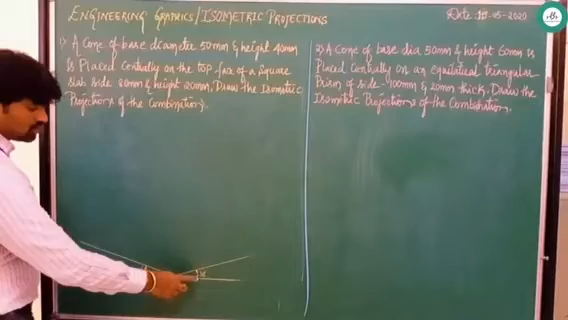 ENGINEERING GRAPHICS/ISOMETRIC PROJECTIONS
Date: -05-2020
1) A Cone of base diameter 50mm & height 40mm
is Placed Centrally on the top face of a Square
Slab side 80mm & height 20mm. Draw the Isometric
Projections of the Combination.
2) A Cone of base dia 50mm & height 60mm is
Placed Centrally on an equilateral triangular
Prism of side 100mm & 20mm thick. Draw the
Isometric Projections of the Combination.